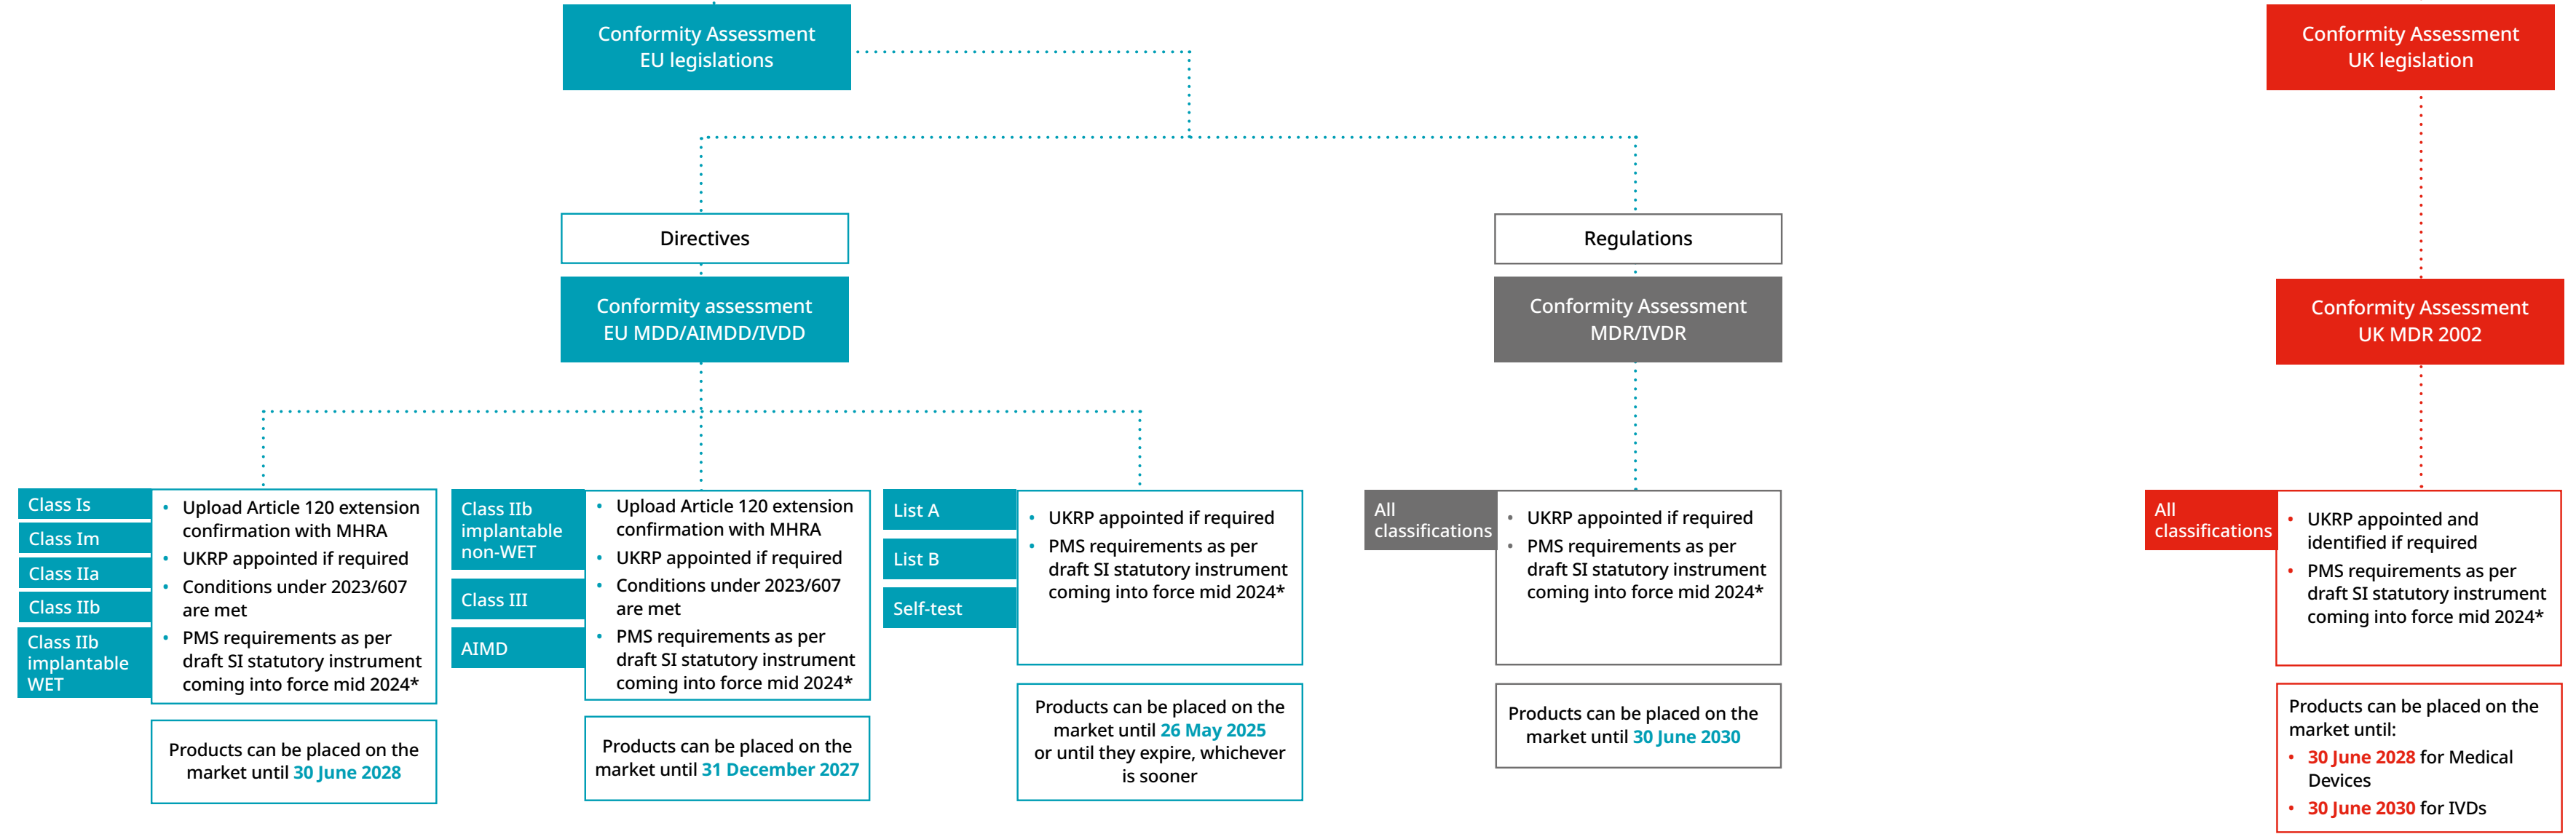 Conformity Assessment
EU legislations
Conformity Assessment
UK legislation
Directives
Regulations
Conformity assessment
EU MDD/AIMDD/IVDD
Conformity Assessment
MDR/IVDR
Conformity Assessment
UK MDR 2002
Class Is
Class Im
Class IIa
Class IIb
Class IIb
implantable
WET
• Upload Article 120 extension
confirmation with MHRA
• UKRP appointed if required
• Conditions under 2023/607
are met
• PMS requirements as per
draft SI statutory instrument
coming into force mid 2024*
Products can be placed on the
market until 30 June 2028
Class IIb
implantable
non-WET
Class III
AIMD
• Upload Article 120 extension
confirmation with MHRA
• UKRP appointed if required
• Conditions under 2023/607
are met
• PMS requirements as per
draft SI statutory instrument
coming into force mid 2024*
Products can be placed on the
market until 31 December 2027
List A
List B
Self-test
• UKRP appointed if required
• PMS requirements as per
draft SI statutory instrument
coming into force mid 2024*
Products can be placed on the
market until 26 May 2025
or until they expire, whichever
is sooner
All
classifications
• UKRP appointed if required
• PMS requirements as per
draft SI statutory instrument
coming into force mid 2024*
Products can be placed on the
market until 30 June 2030
All
classifications
• UKRP appointed and
identified if required
• PMS requirements as per
draft SI statutory instrument
coming into force mid 2024*
Products can be placed on the
market until:
• 30 June 2028 for Medical
Devices
• 30 June 2030 for IVDs